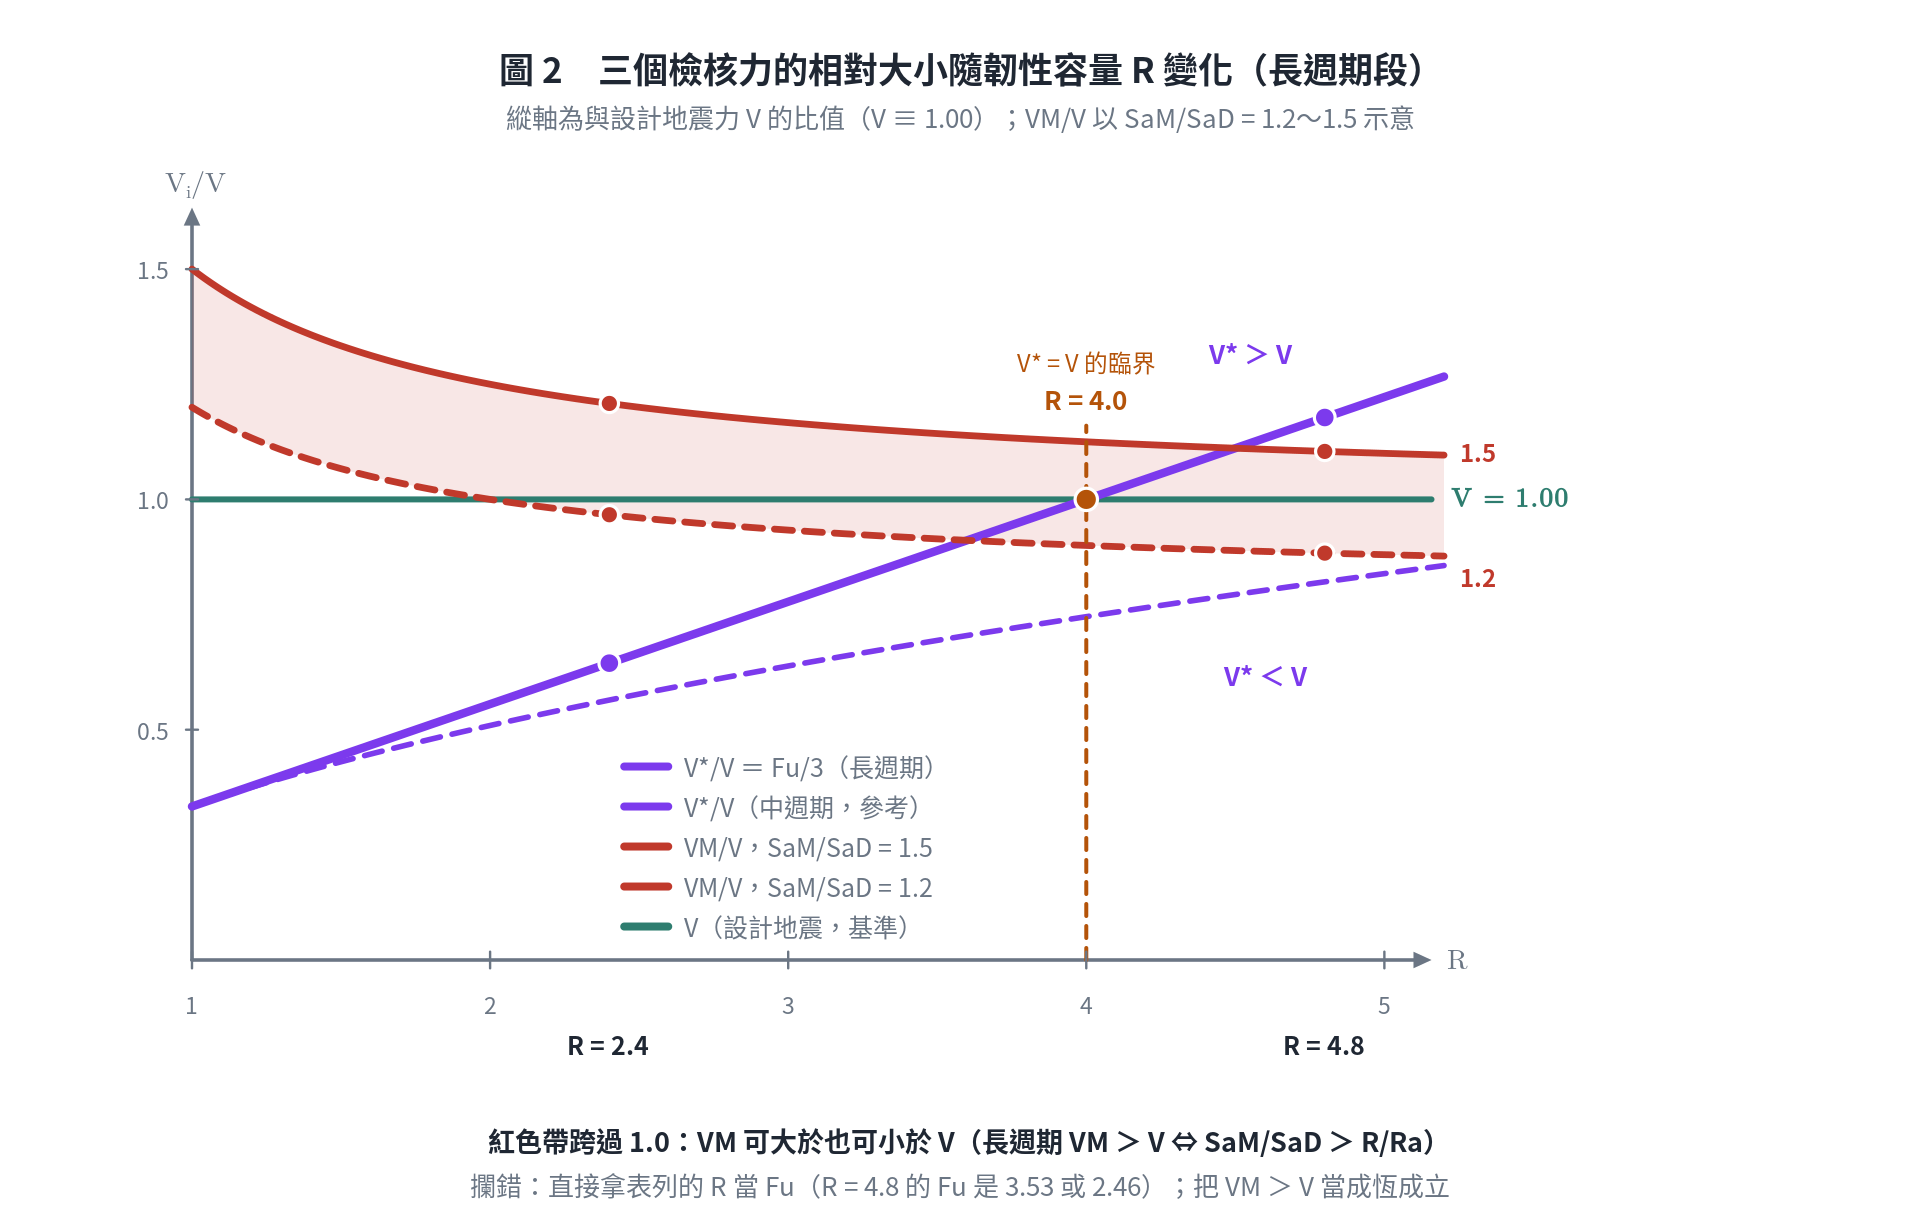 圖 2　三個檢核力的相對大小隨韌性容量 R 變化（長週期段）
縱軸為與設計地震力 V 的比值（V ≡ 1.00）；VM/V 以 SaM/SaD = 1.2～1.5 示意
Vᵢ/V
1.5
V* = V 的臨界
R = 4.0
V* ＞ V
1.5
1.0
V = 1.00
1.2
V* ＜ V
0.5
V*/V ＝ Fu/3（長週期）
V*/V（中週期，參考）
VM/V，SaM/SaD = 1.5
VM/V，SaM/SaD = 1.2
V（設計地震，基準）
R
1 2 3 4 5
R = 2.4 R = 4.8
紅色帶跨過 1.0：VM 可大於也可小於 V（長週期 VM ＞ V ⇔ SaM/SaD ＞ R/Ra）
攔錯：直接拿表列的 R 當 Fu（R = 4.8 的 Fu 是 3.53 或 2.46）；把 VM ＞ V 當成恆成立